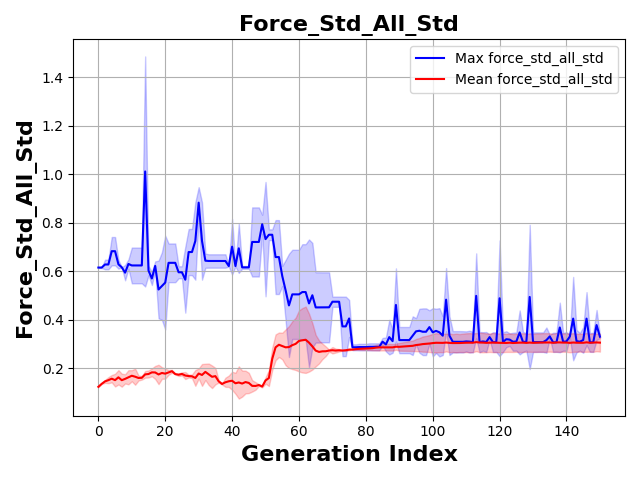 Force_Std_All_Std
Max force_std_all_std
Mean force_std_all_std
Force_Std_All_Std
1.4
1.2
1.0
0.8
0.6
0.4
0.2
0 20 40 60 80 100 120 140
Generation Index